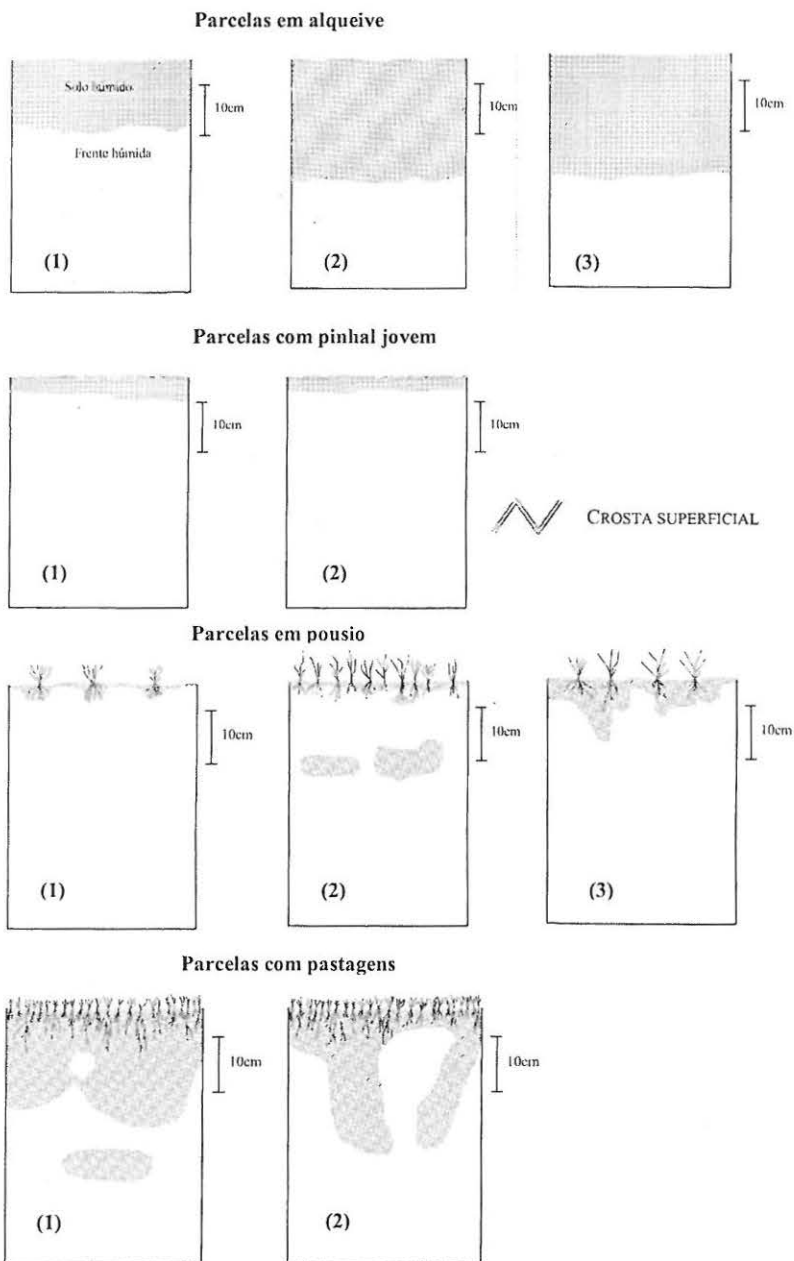 Parcelas em alqueive
Solo húmido
10cm
Frente húmida
(1)
10cm
(2)
10cm
(3)
Parcelas com pinhal jovem
10cm
(1)
10cm
(2)
CROSTA SUPERFICIAL
Parcelas em pousio
10cm
(1)
10cm
(2)
10cm
(3)
Parcelas com pastagens
10cm
(1)
10cm
(2)